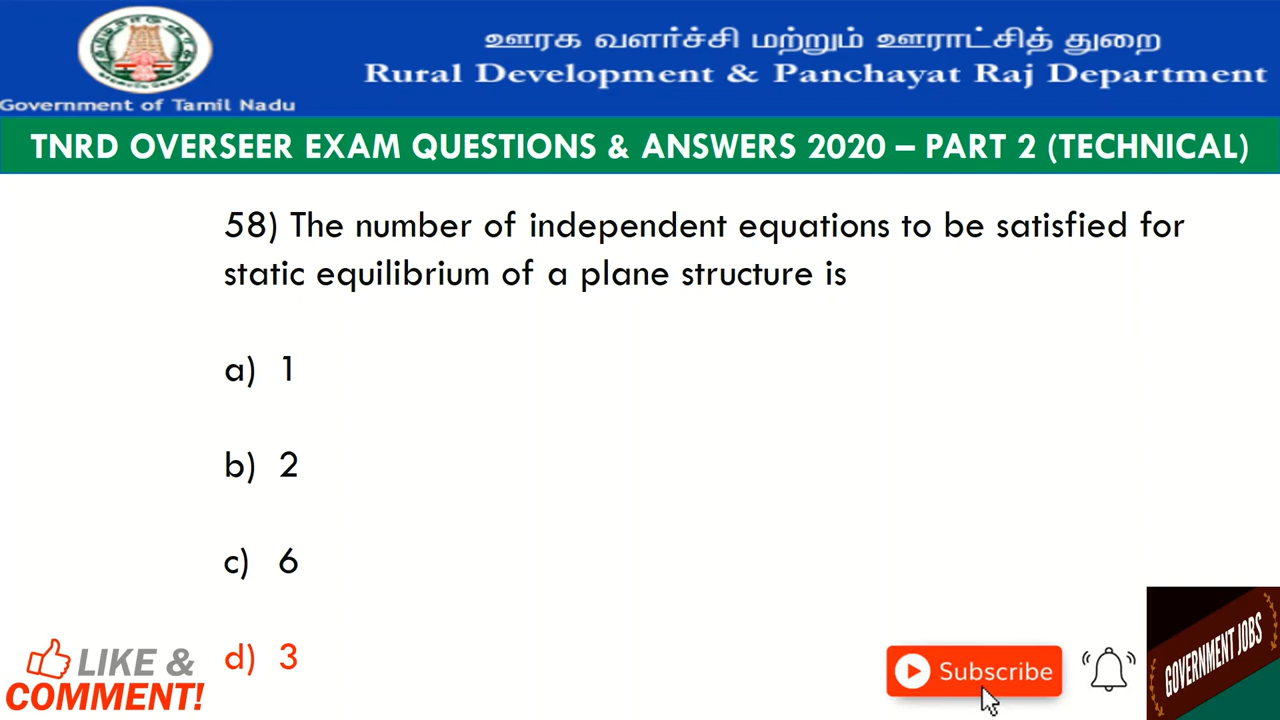 ஊரக வளர்ச்சி மற்றும் ஊராட்சித் துறை
Rural Development & Panchayat Raj Department
Government of Tamil Nadu
TNRD OVERSEER EXAM QUESTIONS & ANSWERS 2020 – PART 2 (TECHNICAL)
58) The number of independent equations to be satisfied for
static equilibrium of a plane structure is
a) 1
b) 2
c) 6
d) 3
LIKE &
COMMENT!
Subscribe
GOVERNMENT JOBS